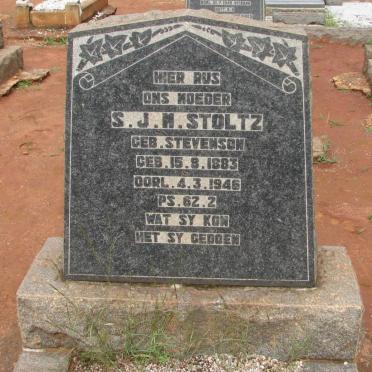 HIER RUS
ONS MOEDER
S.J.M. STOLTZ
GEB. STEVENSON
GEB. 15.9.1883
OORL. 4.3.1946
PS. 62.2
WAT SY KON
HET SY GEDOEN